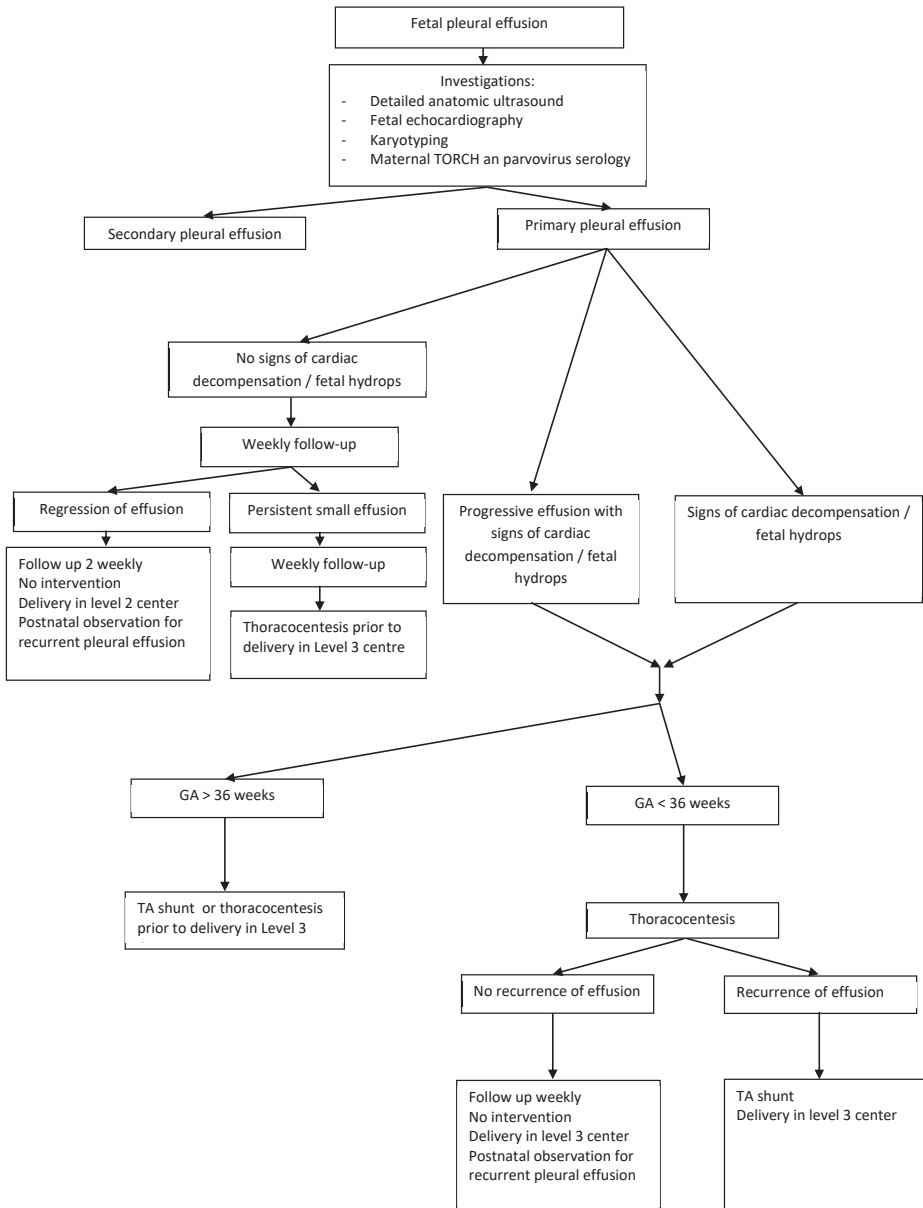 Fetal pleural effusion
Investigations:
- Detailed anatomic ultrasound
- Fetal echocardiography
- Karyotyping
- Maternal TORCH an parvovirus serology
Secondary pleural effusion
Primary pleural effusion
No signs of cardiac
decompensation / fetal hydrops
Weekly follow-up
Regression of effusion
Persistent small effusion
Progressive effusion with
signs of cardiac
decompensation / fetal
hydrops
Signs of cardiac decompensation /
fetal hydrops
Follow up 2 weekly
No intervention
Delivery in level 2 center
Postnatal observation for
recurrent pleural effusion
Weekly follow-up
Thoracocentesis prior to
delivery in Level 3 centre
GA > 36 weeks
GA < 36 weeks
TA shunt or thoracocentesis
prior to delivery in Level 3
Thoracocentesis
No recurrence of effusion
Recurrence of effusion
Follow up weekly
No intervention
Delivery in level 3 center
Postnatal observation for
recurrent pleural effusion
TA shunt
Delivery in level 3 center